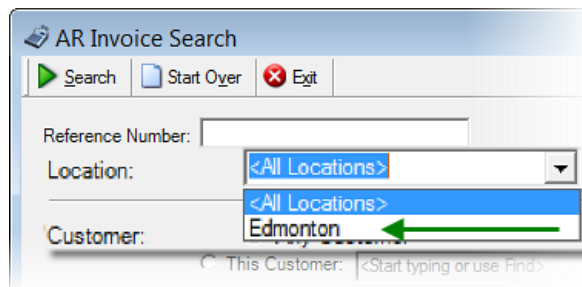 AR Invoice Search
Search Start Over Exit
Reference Number:
Location: <All Locations>
<All Locations>
Edmonton
Customer:
This Customer: <Start typing or use Find>